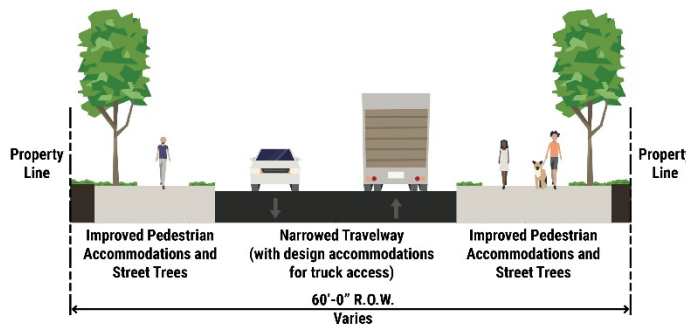 Property
Line
Propert
Line
Improved Pedestrian
Accommodations and
Street Trees
Narrowed Travelway
(with design accommodations
for truck access)
Improved Pedestrian
Accommodations and
Street Trees
60'-0" R.O.W.
Varies